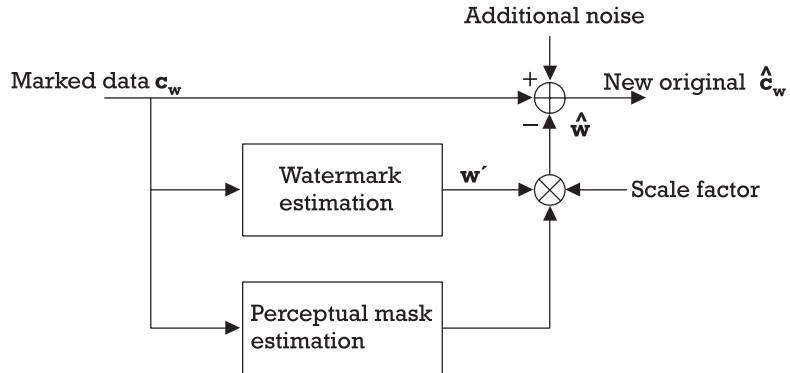 Additional noise
Marked data c_w
+
New original ĉ_w
−
ŵ
Watermark
estimation
w´
Scale factor
Perceptual mask
estimation